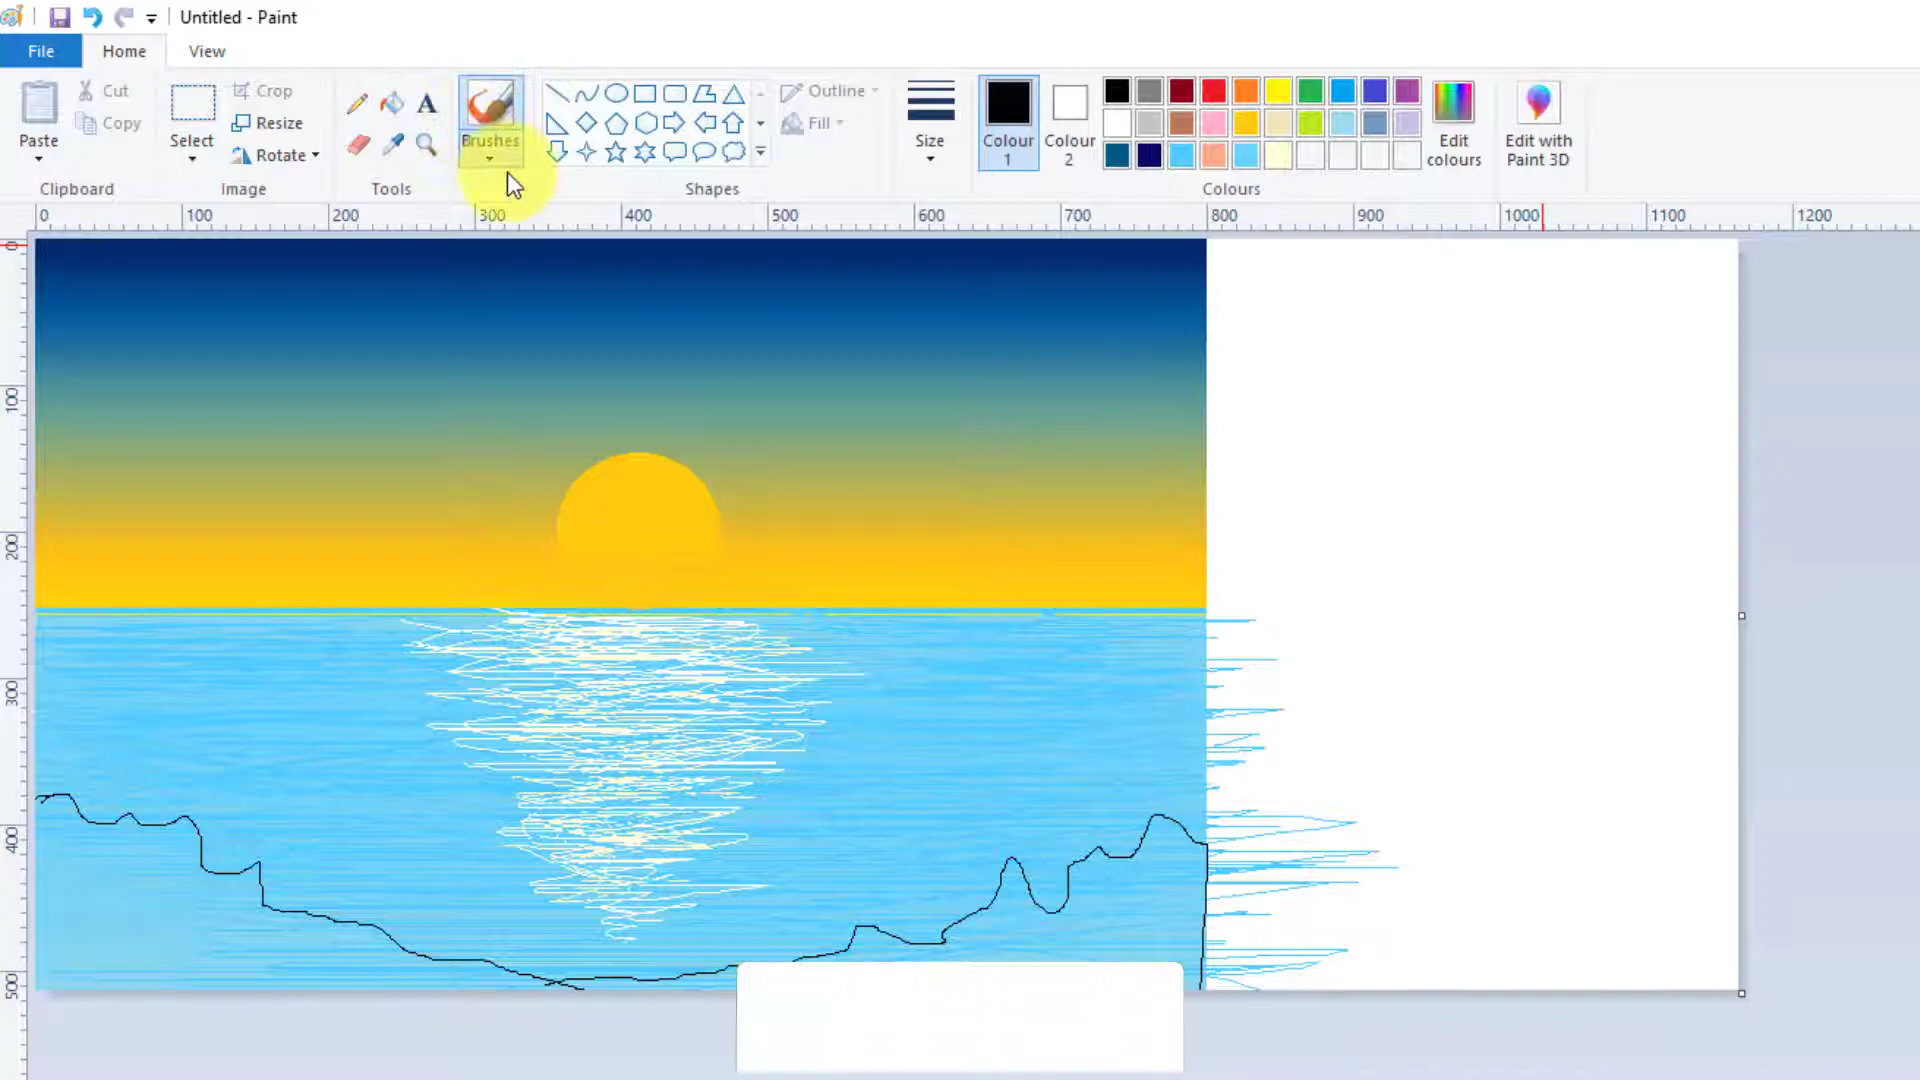 Untitled - Paint
File Home View
Paste Cut Copy Select Crop Resize Rotate A Brushes Outline Fill Size Colour 1 Colour 2 Edit colours Edit with Paint 3D
Clipboard Image Tools Shapes Colours
0 100 200 300 400 500 600 700 800 900 1000 1100 1200
0
100
200
300
400
500